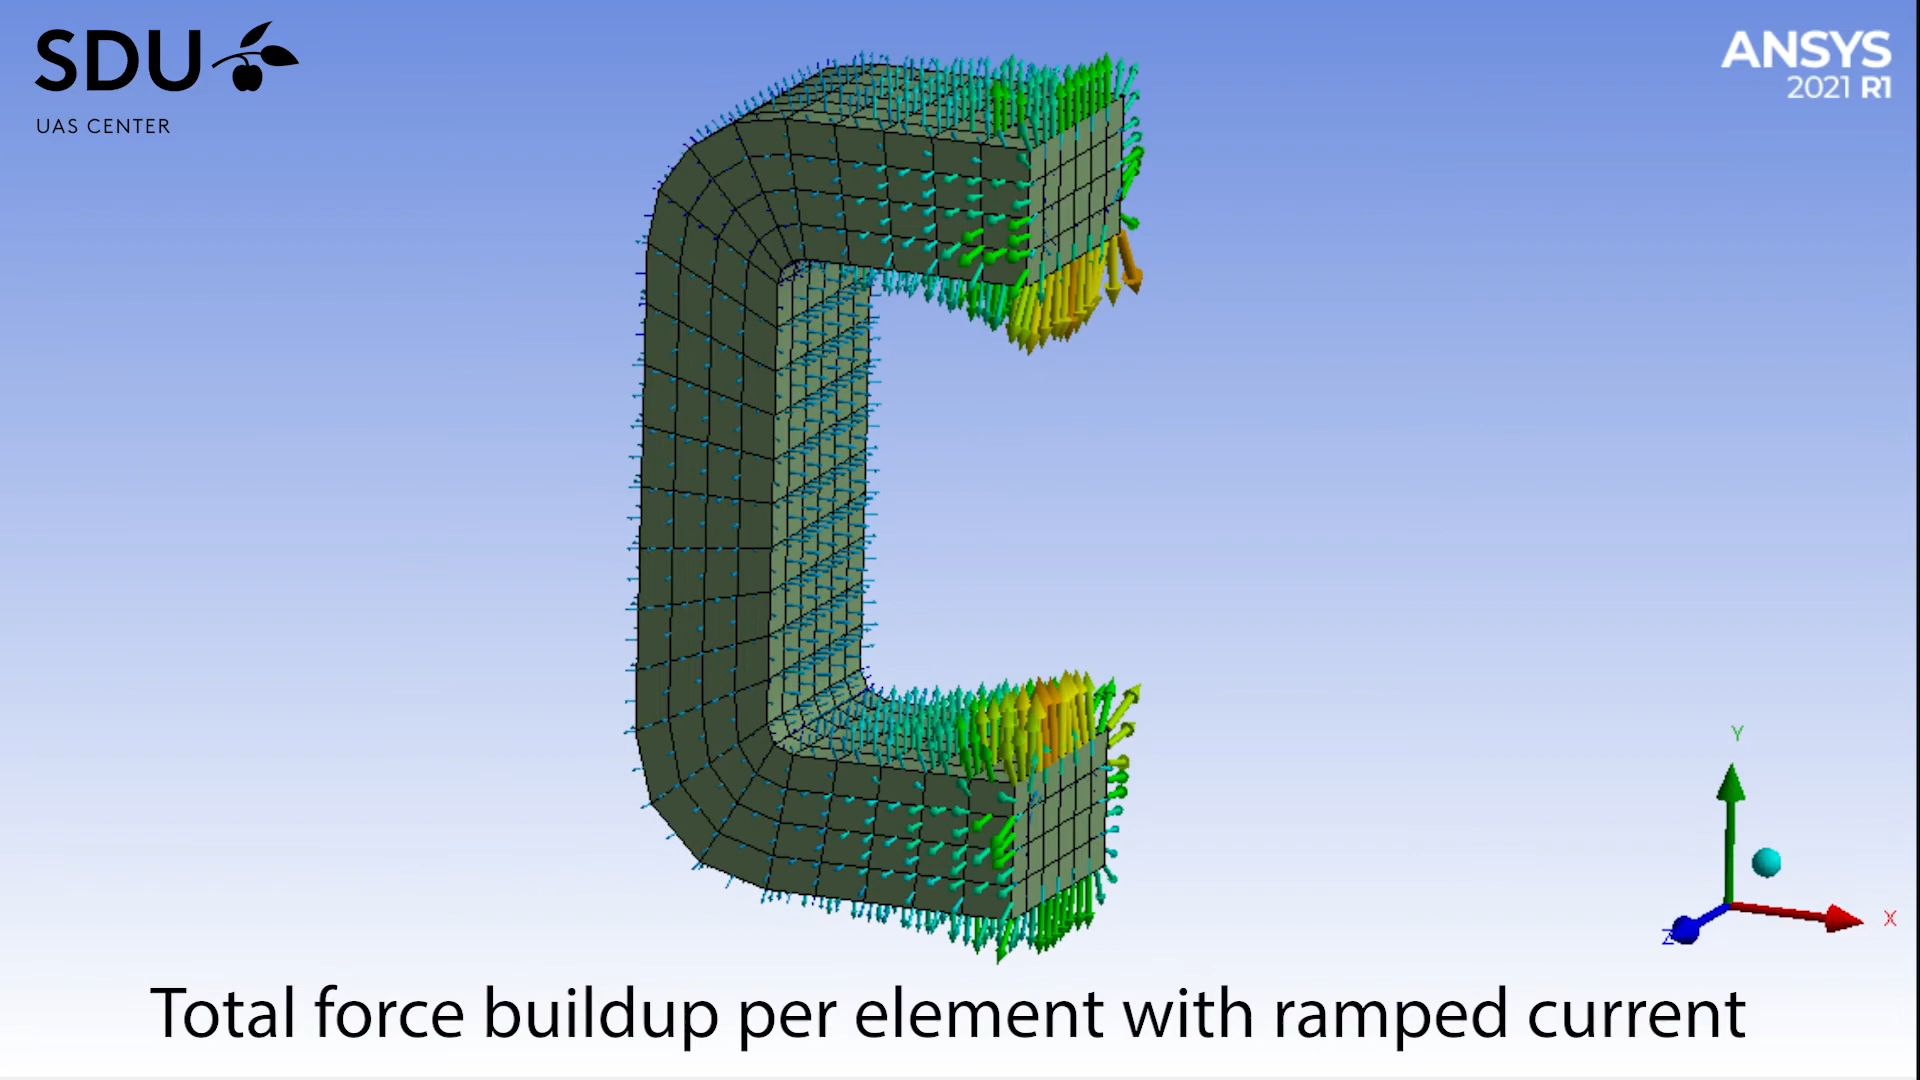 SDU
UAS CENTER
ANSYS
2021 R1
Y
X
Z
Total force buildup per element with ramped current